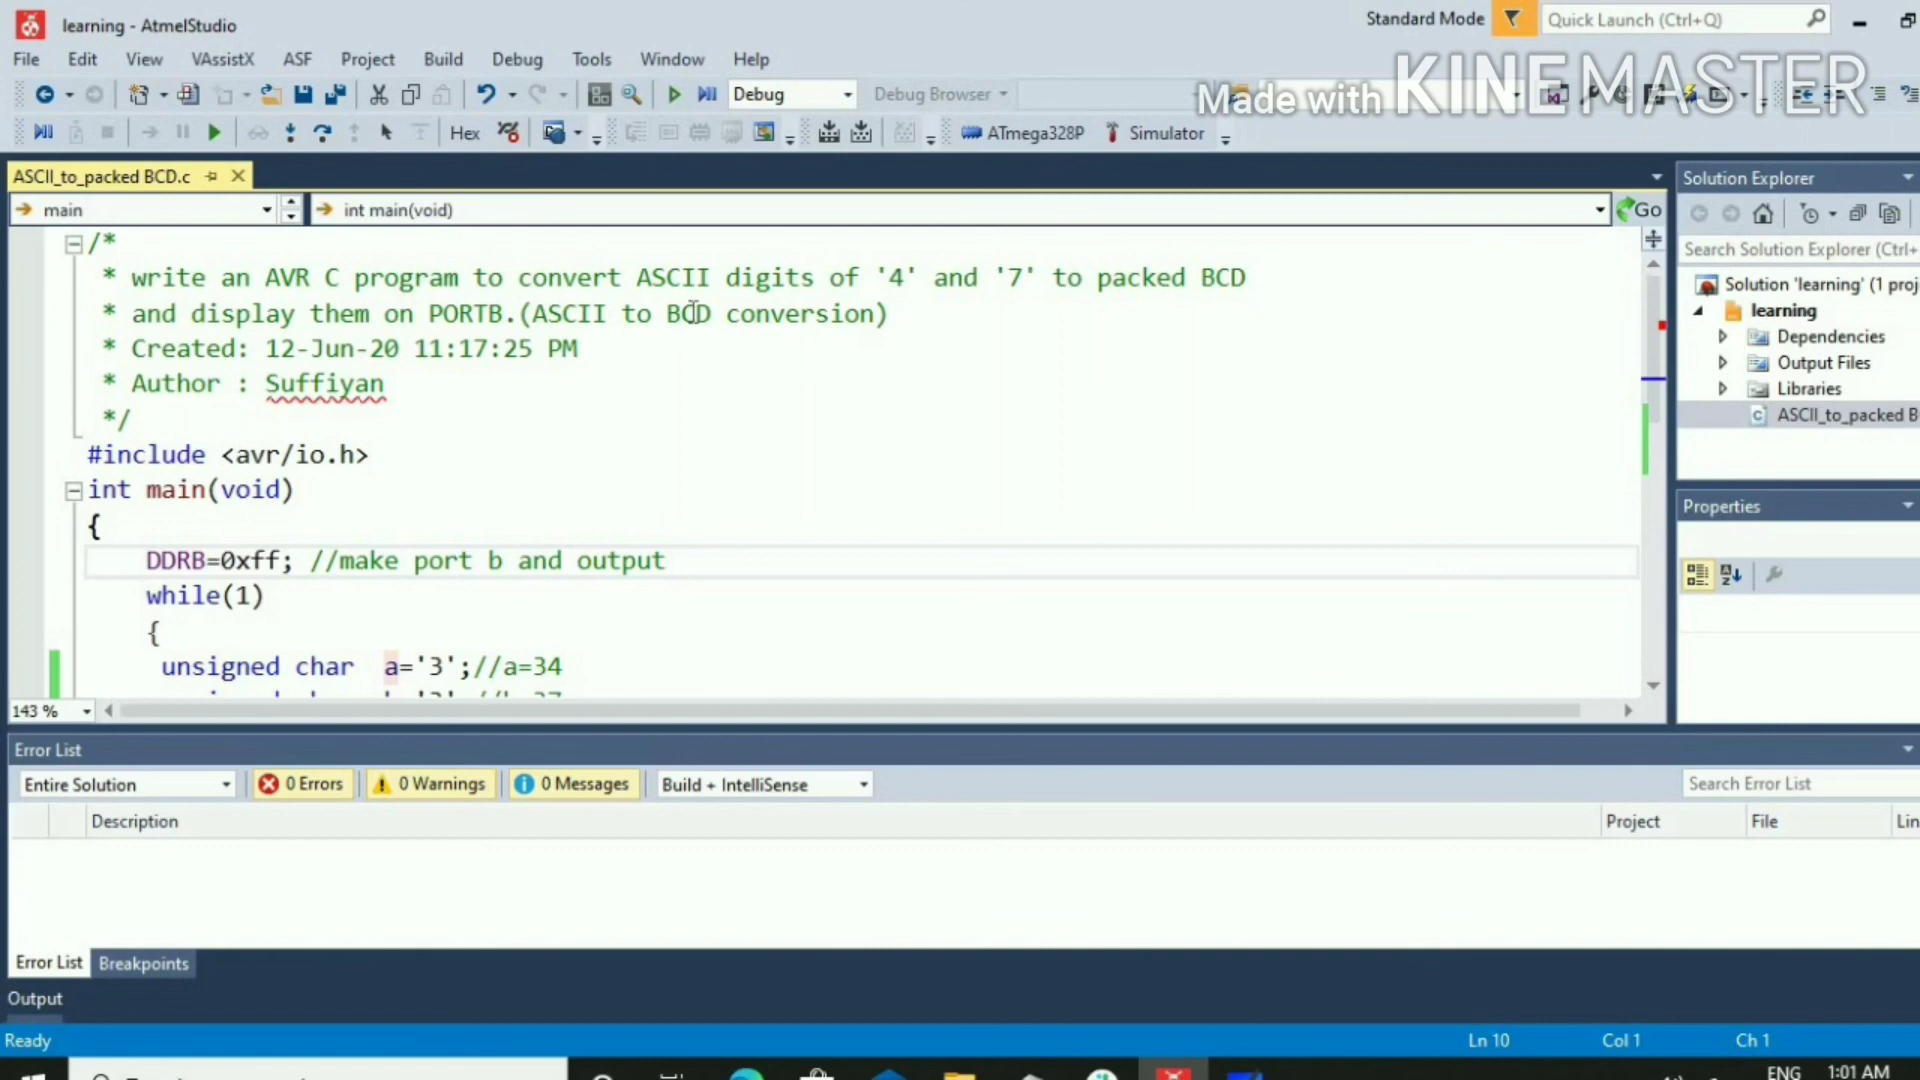 learning - AtmelStudio
Standard Mode
Quick Launch (Ctrl+Q)
File Edit View VAssistX ASF Project Build Debug Tools Window Help
Made with KINEMASTER
Debug
Debug Browser
Hex
ATmega328P
Simulator
ASCII_to_packed BCD.c
main
int main(void)
Go
/*
* write an AVR C program to convert ASCII digits of '4' and '7' to packed BCD
* and display them on PORTB.(ASCII to BCD conversion)
* Created: 12-Jun-20 11:17:25 PM
* Author : Suffiyan
*/
#include <avr/io.h>
int main(void)
{
DDRB=0xff; //make port b and output
while(1)
{
unsigned char a='3';//a=34
143 %
Solution Explorer
Search Solution Explorer (Ctrl+
Solution 'learning' (1 proj
learning
Dependencies
Output Files
Libraries
ASCII_to_packed B
Properties
Error List
Entire Solution
0 Errors
0 Warnings
0 Messages
Build + IntelliSense
Search Error List
Description
Project
File
Lin
Error List
Breakpoints
Output
Ready
Ln 10
Col 1
Ch 1
ENG
1:01 AM